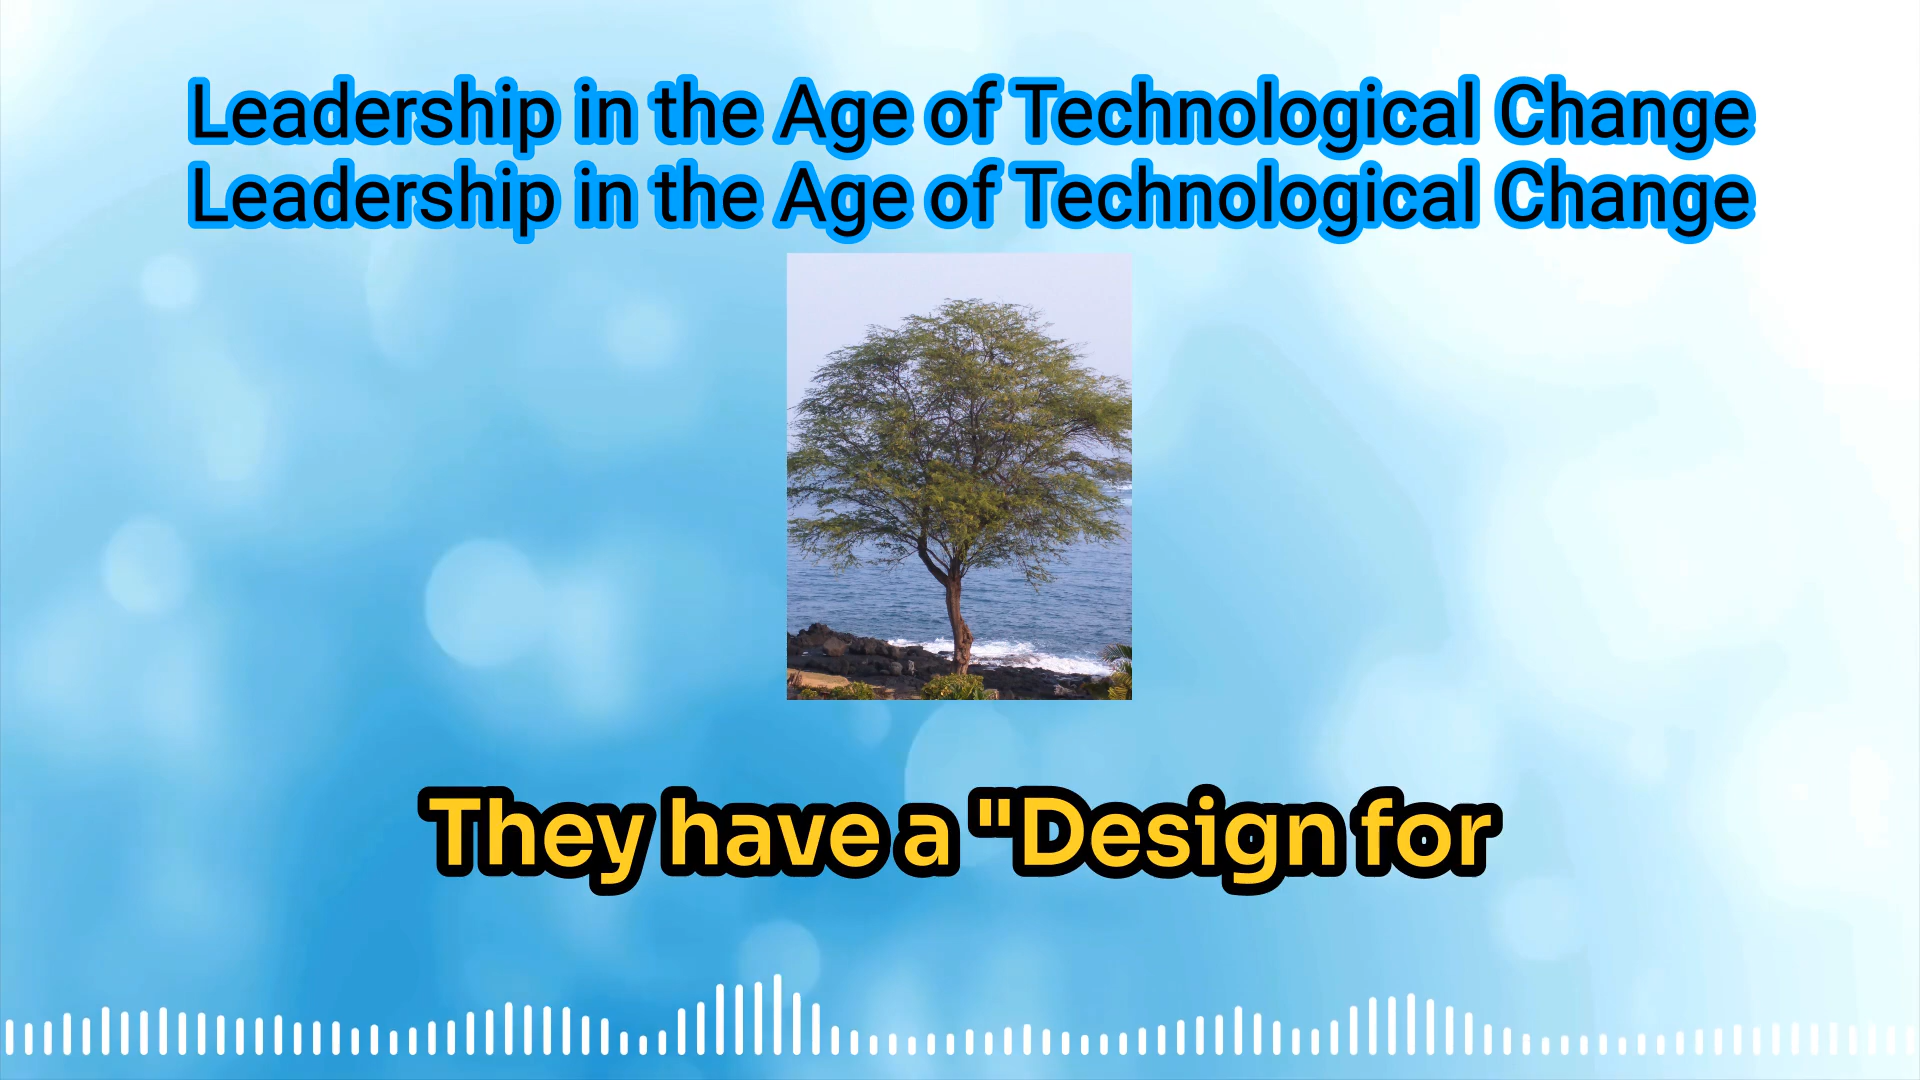 Leadership in the Age of Technological Change
Leadership in the Age of Technological Change
They have a "Design for